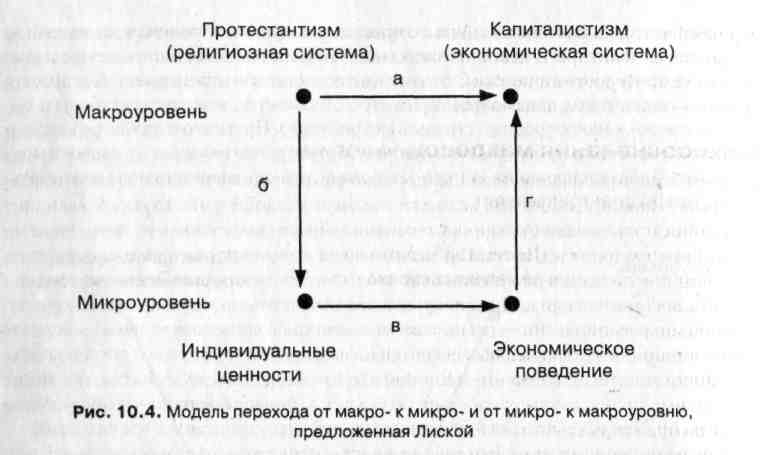 Протестантизм
(религиозная система)
Капиталистизм
(экономическая система)
а
Макроуровень
б
г
Микроуровень
в
Индивидуальные
ценности
Экономическое
поведение
Рис. 10.4. Модель перехода от макро- к микро- и от микро- к макроуровню,
предложенная Лиской